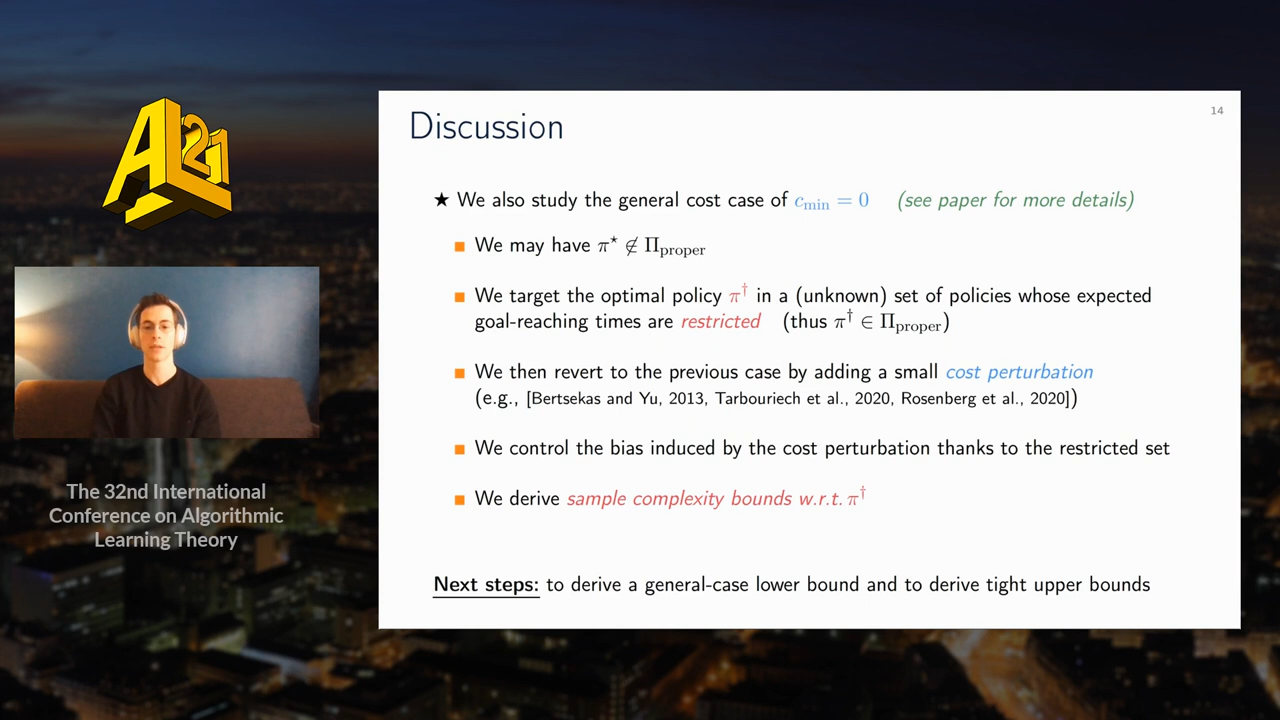 ALT 21
The 32nd International
Conference on Algorithmic
Learning Theory
14
Discussion
★ We also study the general cost case of c_min = 0 (see paper for more details)
■ We may have π⋆ ∉ Π_proper
■ We target the optimal policy π† in a (unknown) set of policies whose expected
goal-reaching times are restricted (thus π† ∈ Π_proper)
■ We then revert to the previous case by adding a small cost perturbation
(e.g., [Bertsekas and Yu, 2013, Tarbouriech et al., 2020, Rosenberg et al., 2020])
■ We control the bias induced by the cost perturbation thanks to the restricted set
■ We derive sample complexity bounds w.r.t. π†
Next steps: to derive a general-case lower bound and to derive tight upper bounds